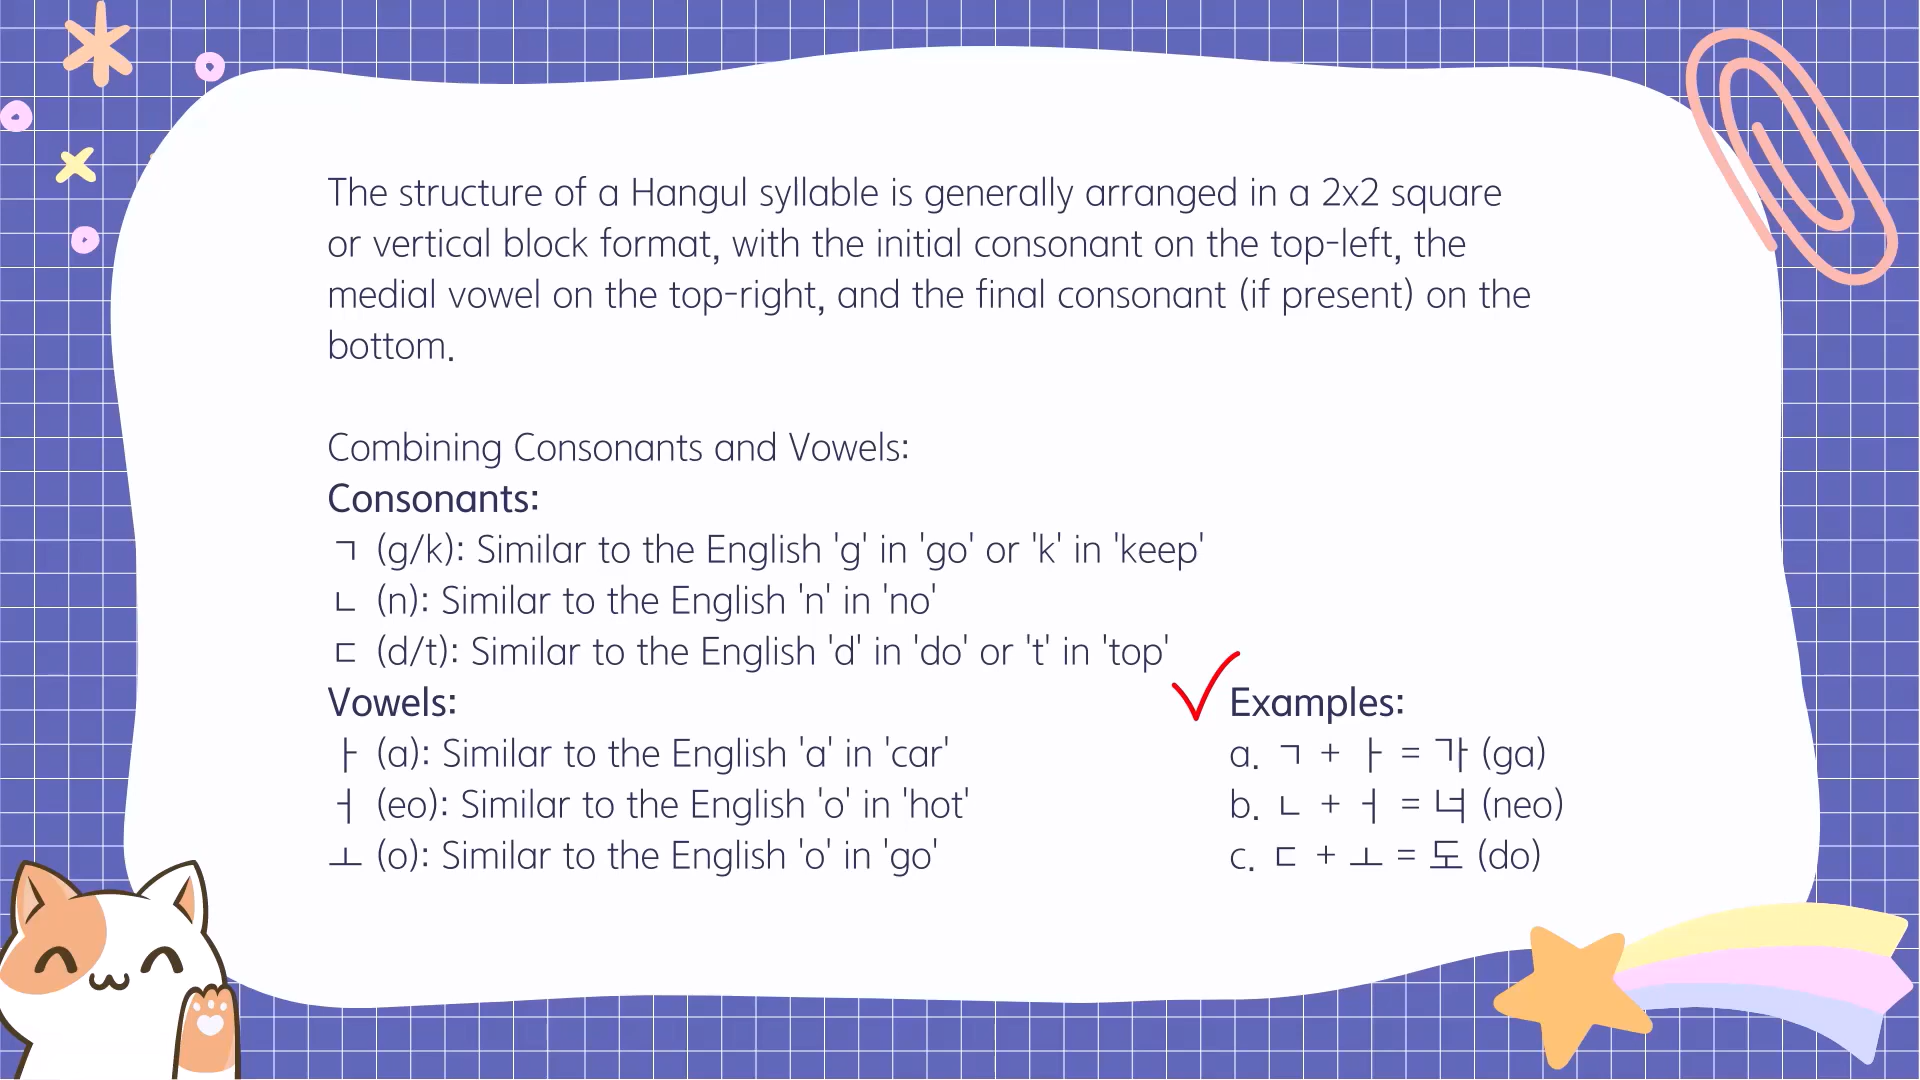 The structure of a Hangul syllable is generally arranged in a 2x2 square
or vertical block format, with the initial consonant on the top-left, the
medial vowel on the top-right, and the final consonant (if present) on the
bottom.
Combining Consonants and Vowels:
Consonants:
ㄱ (g/k): Similar to the English 'g' in 'go' or 'k' in 'keep'
ㄴ (n): Similar to the English 'n' in 'no'
ㄷ (d/t): Similar to the English 'd' in 'do' or 't' in 'top'
Vowels:
ㅏ (a): Similar to the English 'a' in 'car'
ㅓ (eo): Similar to the English 'o' in 'hot'
ㅗ (o): Similar to the English 'o' in 'go'
Examples:
a. ㄱ + ㅏ = 가 (ga)
b. ㄴ + ㅓ = 녀 (neo)
c. ㄷ + ㅗ = 도 (do)